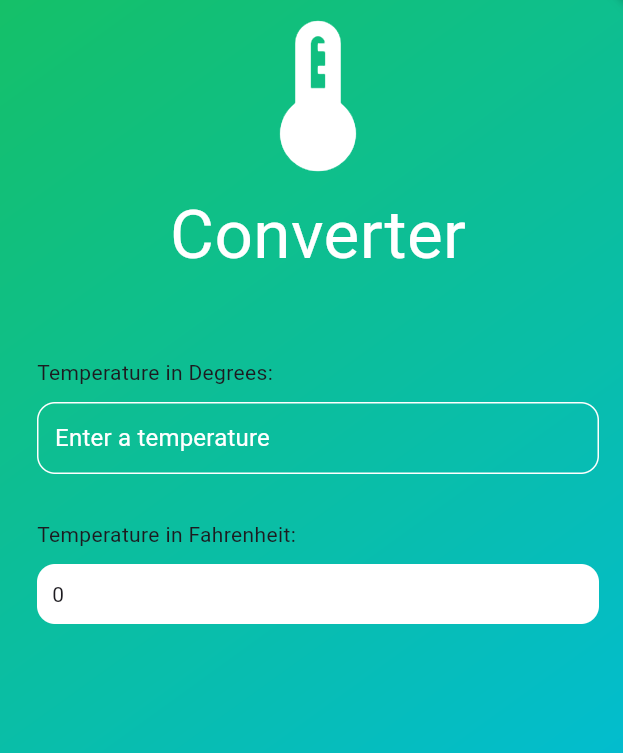 Converter
Temperature in Degrees:
Enter a temperature
Temperature in Fahrenheit:
0